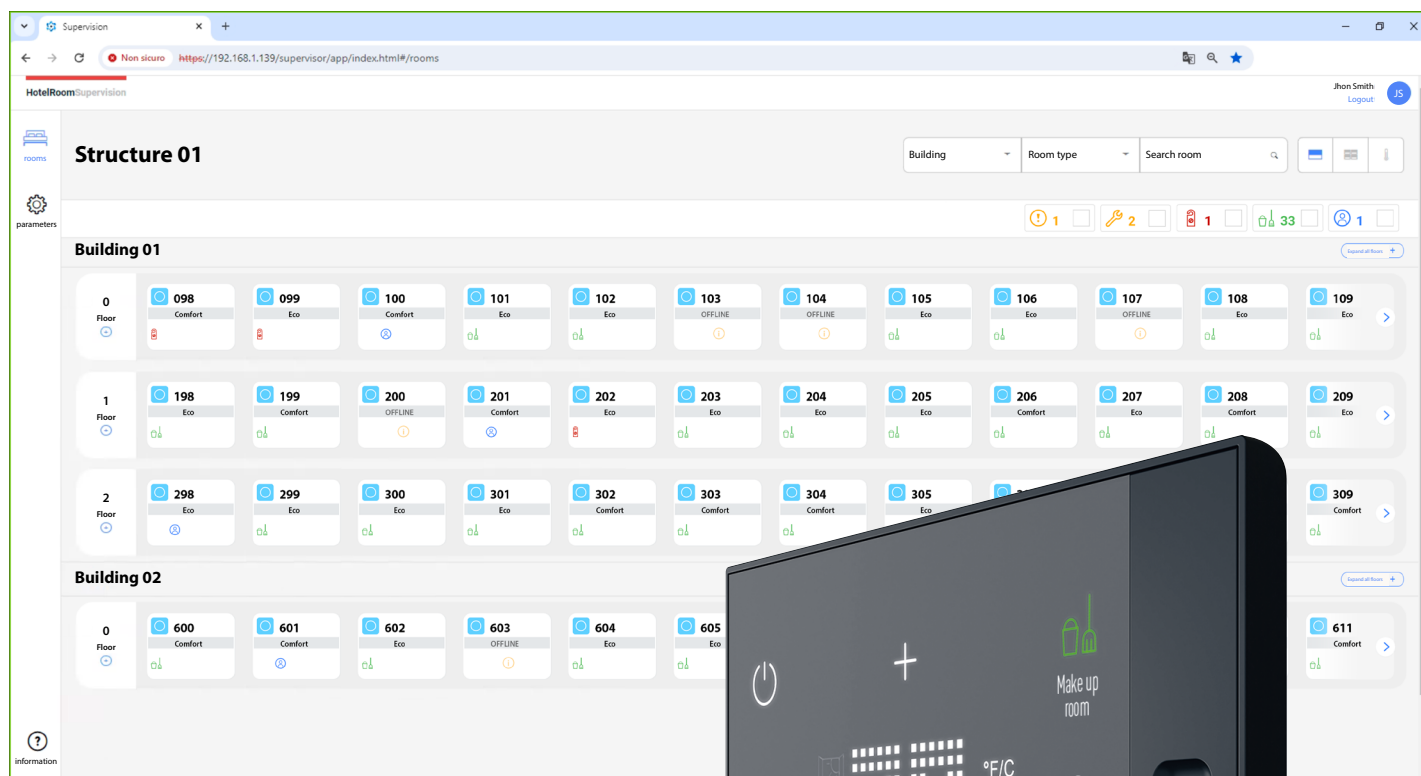 Supervision
Non sicuro https://192.168.1.139/supervisor/app/index.html#/rooms
HotelRoomSupervision
Jhon Smith
Logout
JS
rooms
parameters
information
Structure 01
Building Room type Search room
1 2 1 33 1
Building 01
Expand all floors +
0
Floor
098 099 100 101 102 103 104 105 106 107 108 109
Comfort Eco Comfort Eco Eco OFFLINE OFFLINE Eco Eco OFFLINE Eco Eco
1
Floor
198 199 200 201 202 203 204 205 206 207 208 209
Eco Comfort OFFLINE Comfort Eco Eco Eco Eco Comfort Eco Comfort Eco
2
Floor
298 299 300 301 302 303 304 305 309
Eco Eco Eco Eco Comfort Comfort Comfort Eco Comfort
Building 02
Expand all floors +
0
Floor
600 601 602 603 604 605 611
Comfort Comfort Eco OFFLINE Eco Eco Comfort
Make up
room
°F/C